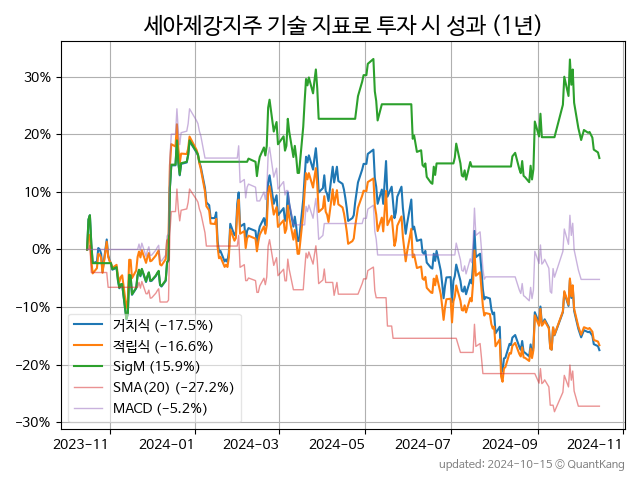 세아제강지주 기술 지표로 투자 시 성과 (1년)
30%
20%
10%
0%
−10%
−20%
−30%
거치식 (−17.5%)
적립식 (−16.6%)
SigM (15.9%)
SMA(20) (−27.2%)
MACD (−5.2%)
2023−11 2024−01 2024−03 2024−05 2024−07 2024−09 2024−11
updated: 2024-10-15 © QuantKang